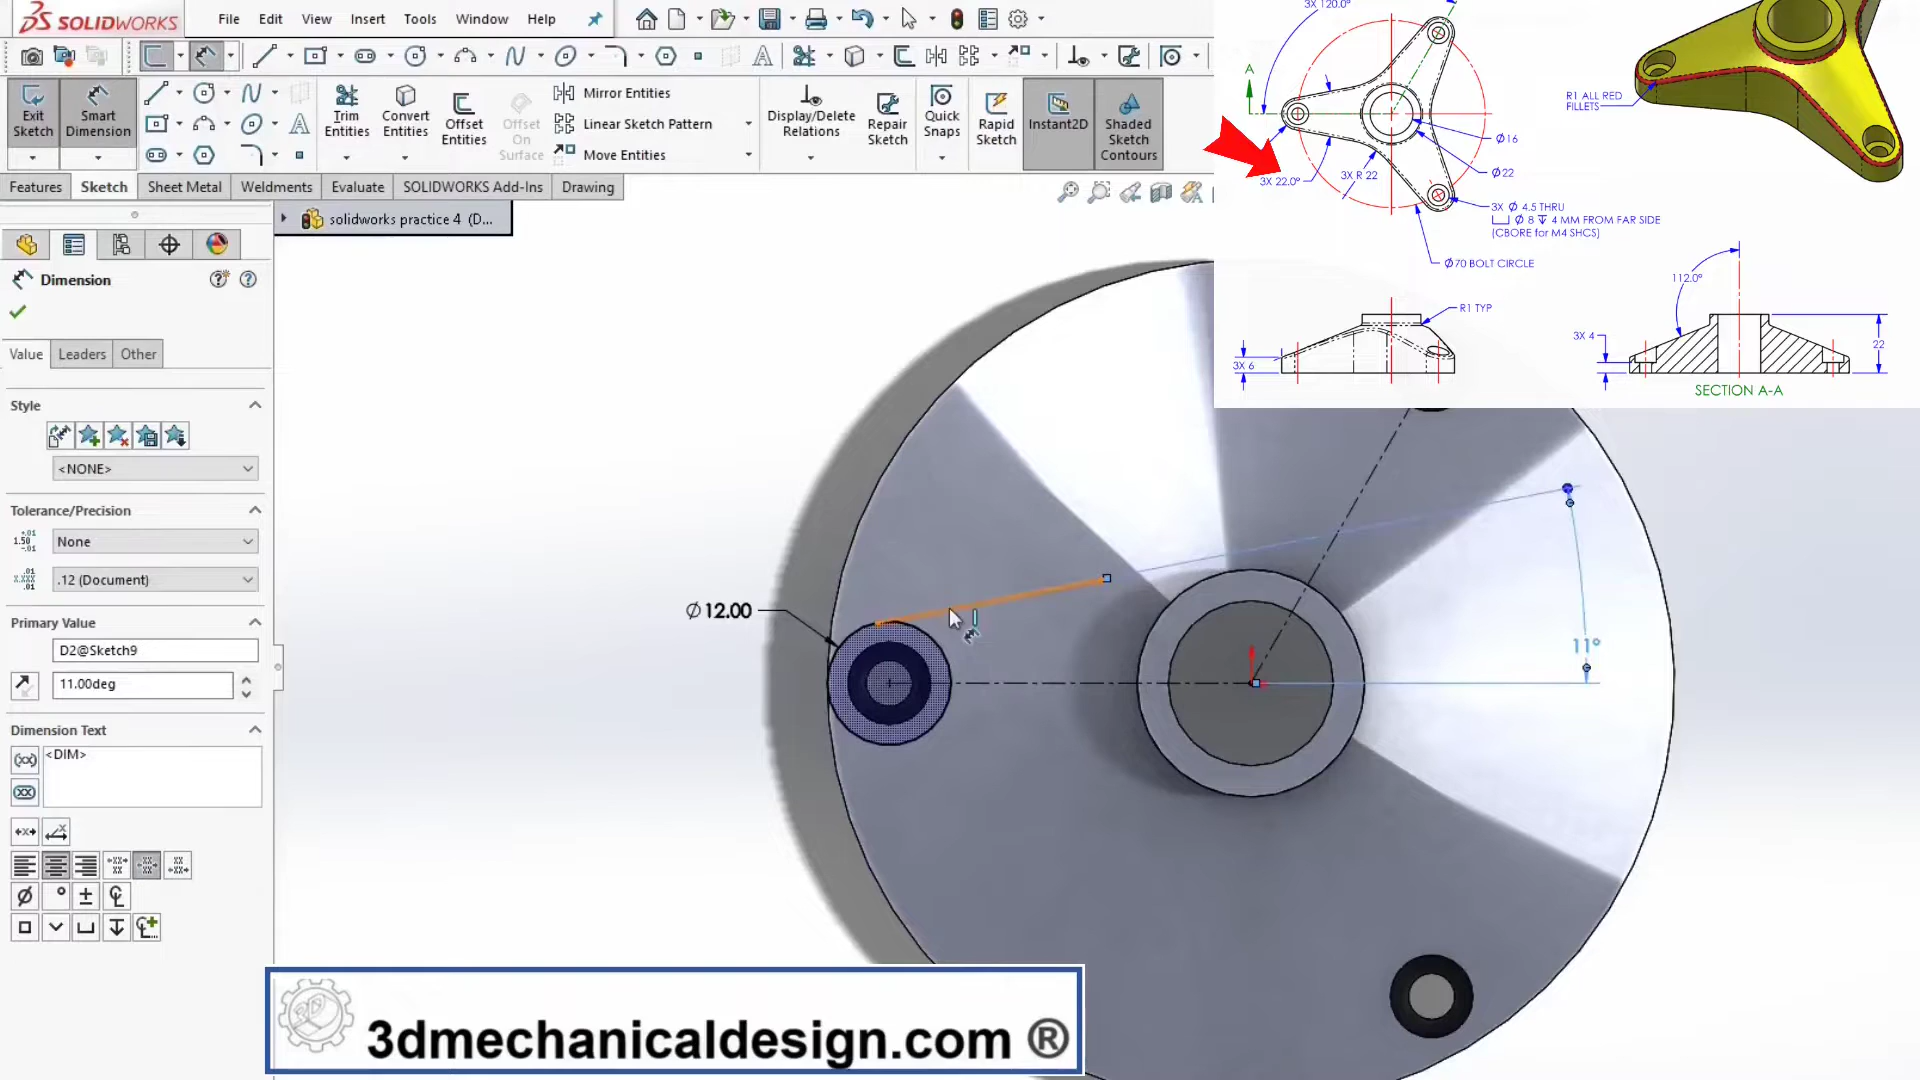 SOLIDWORKS
File Edit View Insert Tools Window Help
Exit Sketch
Smart Dimension
Trim Entities
Convert Entities
Offset Entities
Offset On Surface
Mirror Entities
Linear Sketch Pattern
Move Entities
Display/Delete Relations
Repair Sketch
Quick Snaps
Rapid Sketch
Instant2D
Shaded Sketch Contours
Features Sketch Sheet Metal Weldments Evaluate SOLIDWORKS Add-Ins Drawing
solidworks practice 4 (D...
Dimension
Value Leaders Other
Style
<NONE>
Tolerance/Precision
None
.12 (Document)
Primary Value
D2@Sketch9
11.00deg
Dimension Text
<DIM>
Ø12.00
11°
3X 120.0°
A
3X 22.0°
3X R 22
Ø16
Ø22
3X Ø 4.5 THRU
⌴ Ø 8 ↧ 4 MM FROM FAR SIDE
(CBORE for M4 SHCS)
Ø70 BOLT CIRCLE
R1 ALL RED
FILLETS
R1 TYP
3X 6
112.0°
3X 4
22
SECTION A-A
3dmechanicaldesign.com ®